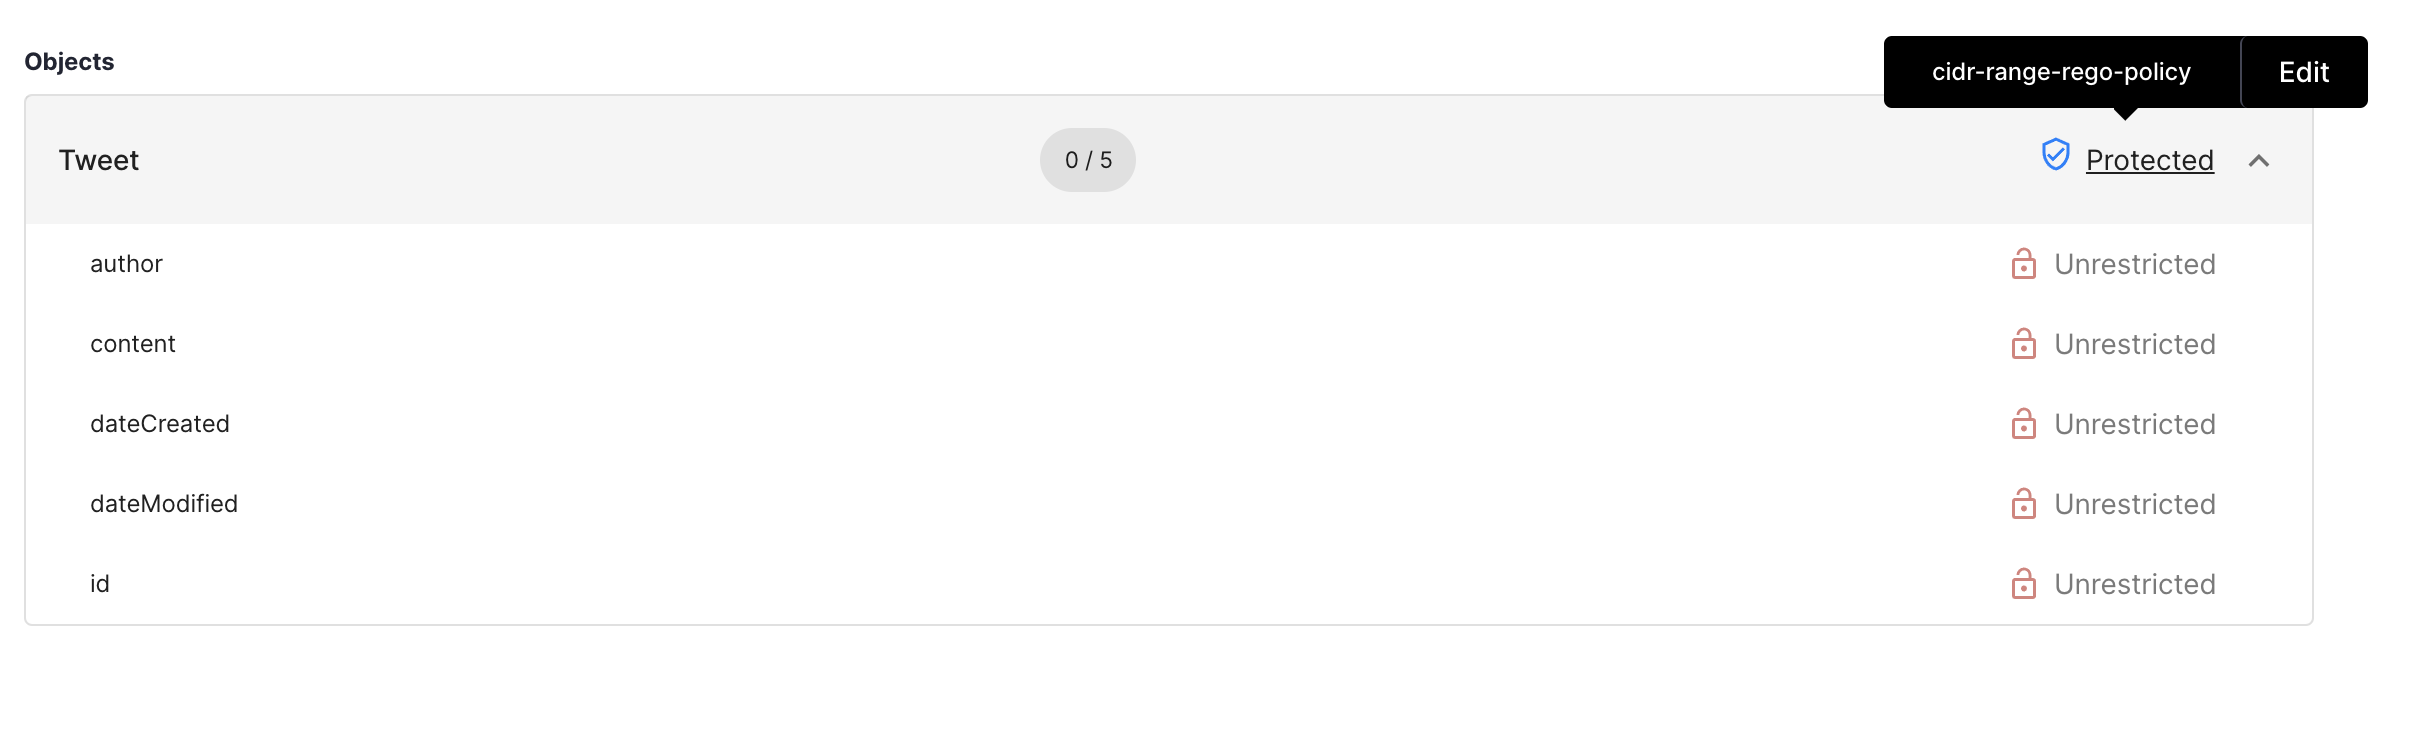 Objects
cidr-range-rego-policy Edit
Tweet 0 / 5 Protected
author Unrestricted
content Unrestricted
dateCreated Unrestricted
dateModified Unrestricted
id Unrestricted